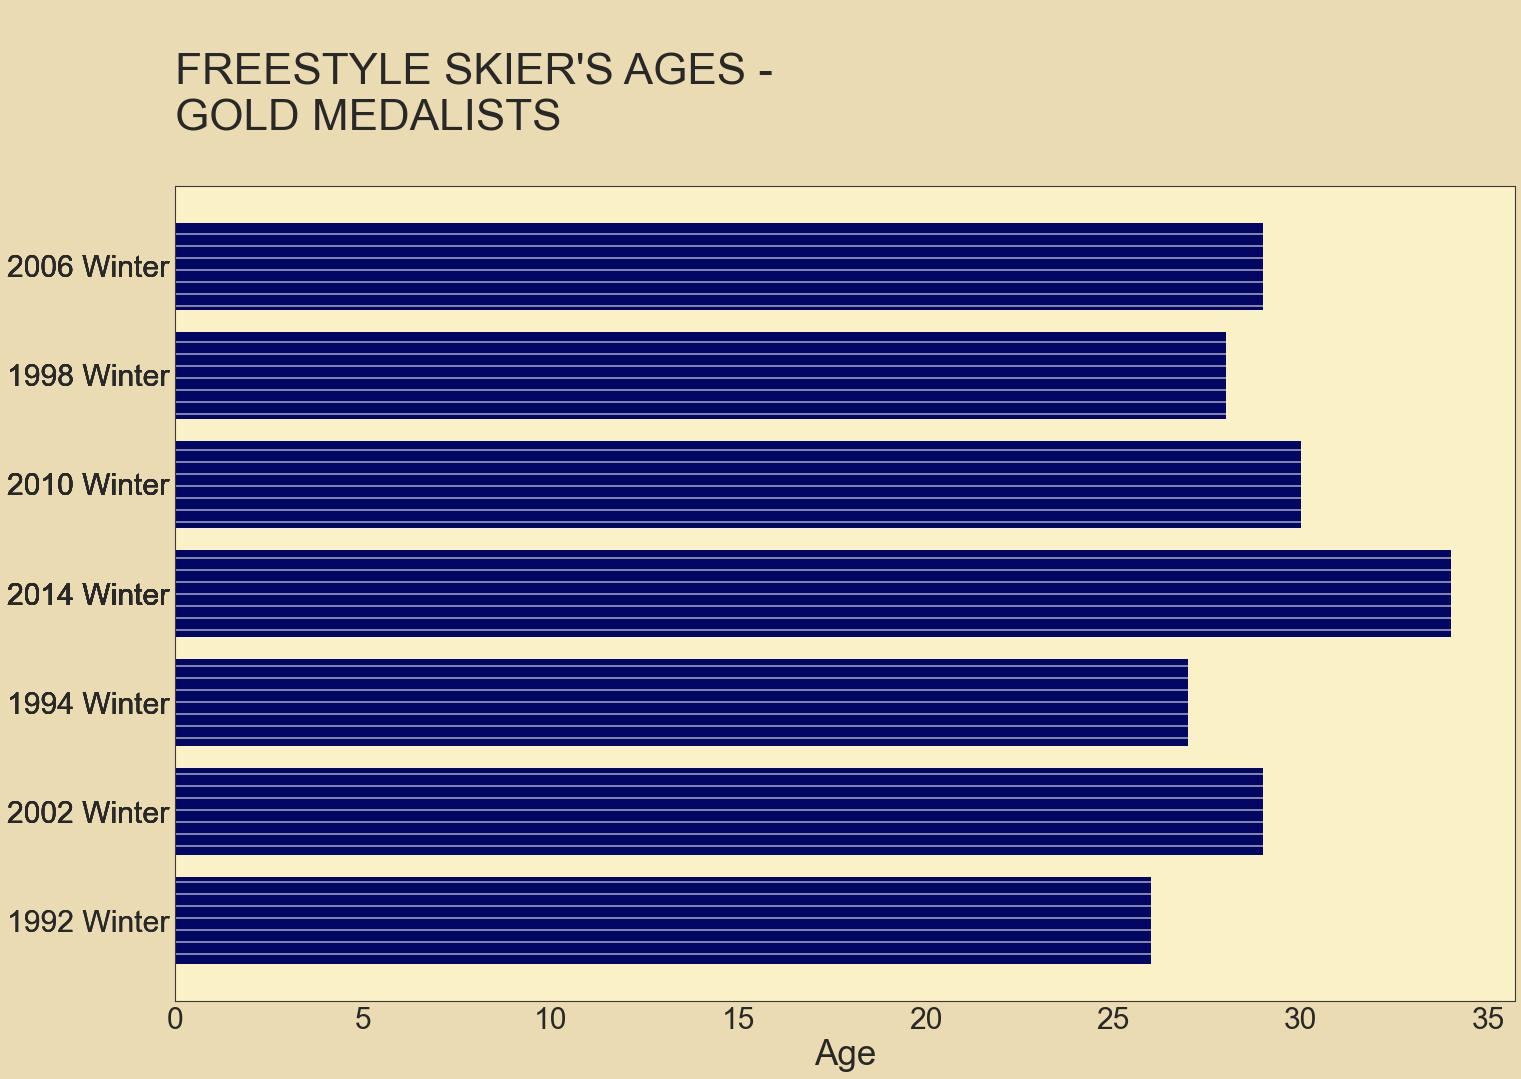 FREESTYLE SKIER'S AGES -
GOLD MEDALISTS
2006 Winter
1998 Winter
2010 Winter
2014 Winter
1994 Winter
2002 Winter
1992 Winter
0 5 10 15 20 25 30 35
Age